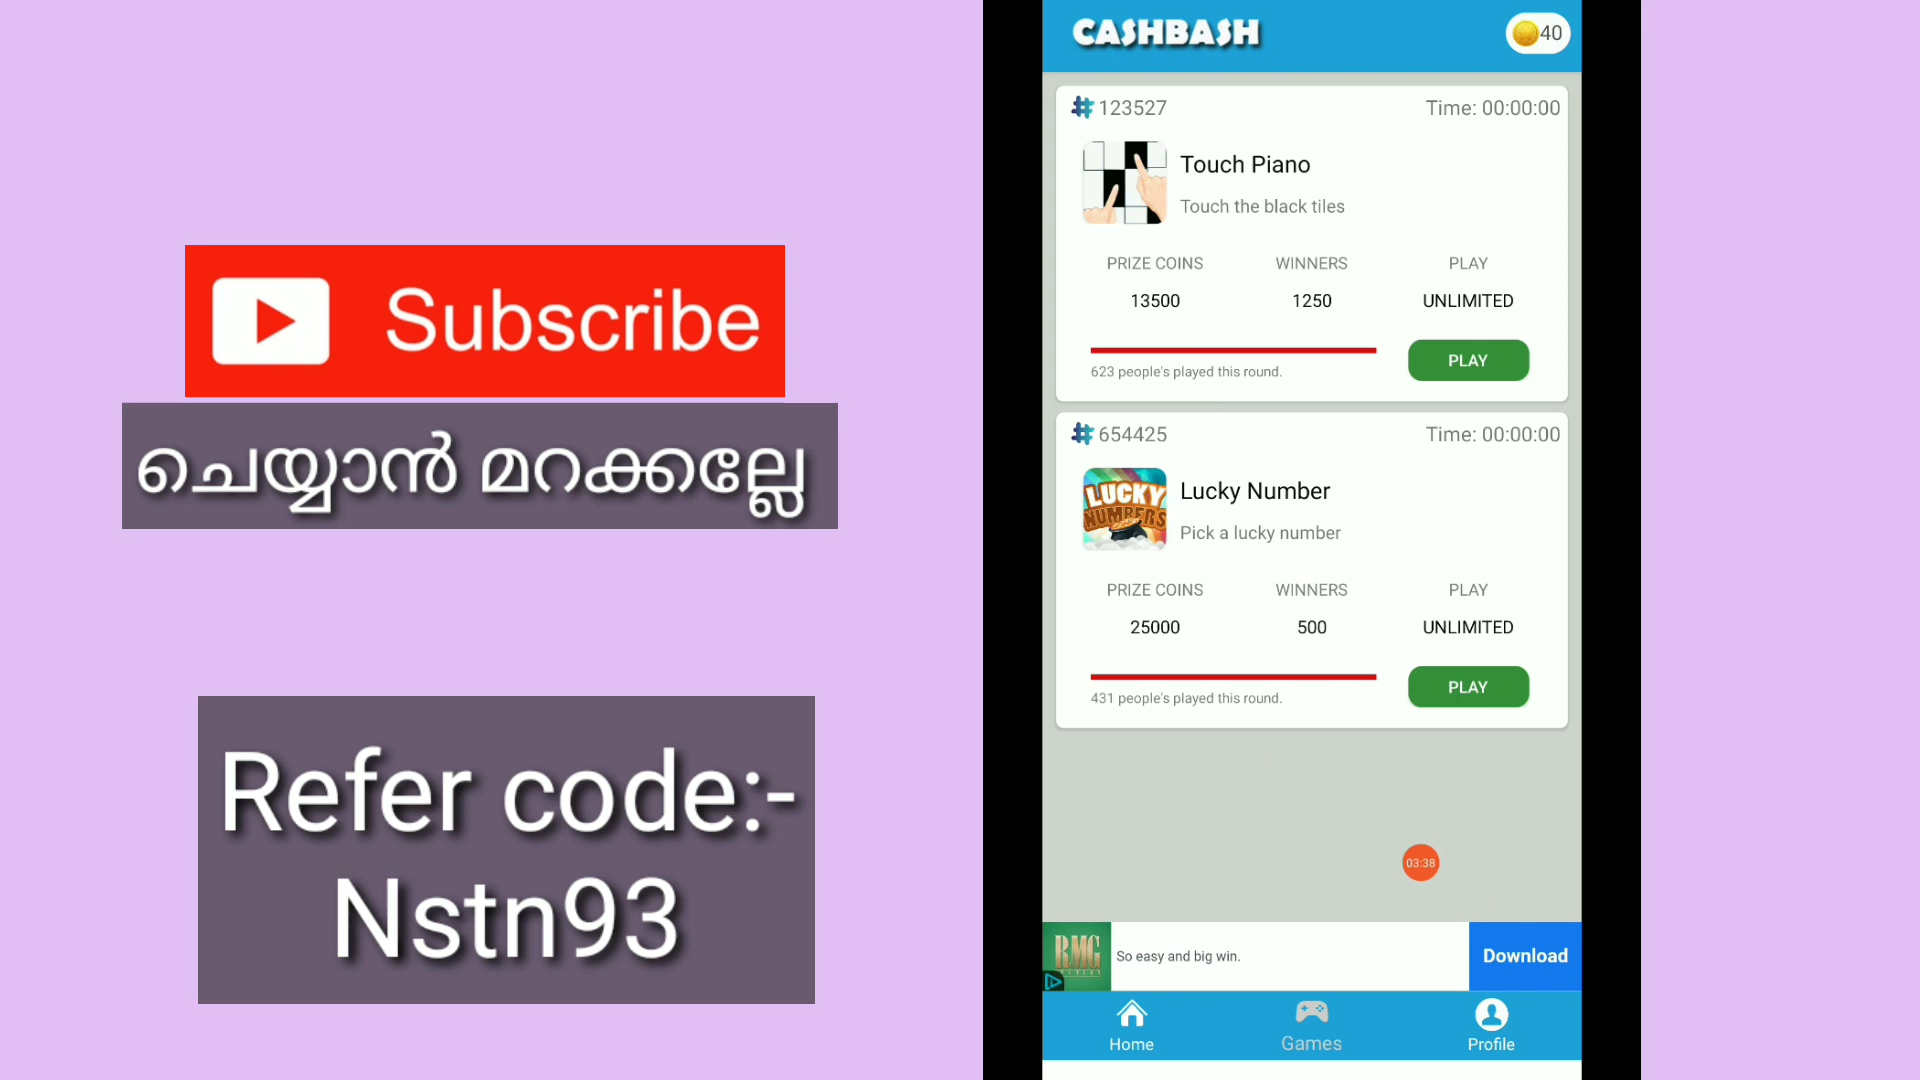 Subscribe
ചെയ്യാൻ മറക്കല്ലേ
Refer code:-
Nstn93
CASHBASH
40
123527
Time: 00:00:00
Touch Piano
Touch the black tiles
PRIZE COINS WINNERS PLAY
13500 1250 UNLIMITED
623 people's played this round.
PLAY
654425
Time: 00:00:00
LUCKY
NUMBERS
Lucky Number
Pick a lucky number
PRIZE COINS WINNERS PLAY
25000 500 UNLIMITED
431 people's played this round.
PLAY
03:38
RMG
So easy and big win.
Download
Home Games Profile